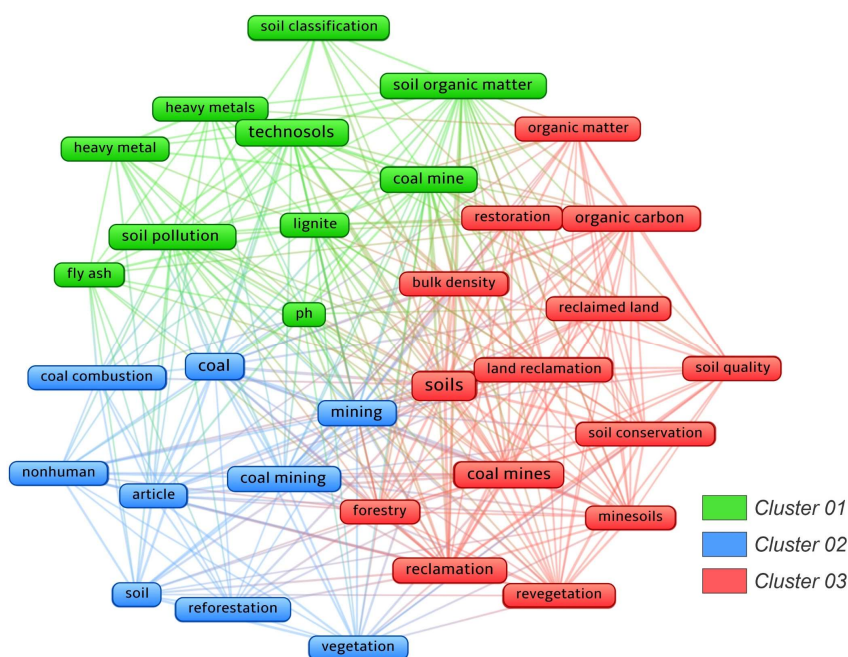 soil classification
soil organic matter
heavy metals
technosols
organic matter
heavy metal
coal mine
restoration
organic carbon
lignite
soil pollution
fly ash
bulk density
reclaimed land
ph
coal
coal combustion
soils
land reclamation
soil quality
mining
soil conservation
nonhuman
article
coal mining
coal mines
forestry
minesoils
Cluster 01
Cluster 02
Cluster 03
reclamation
soil
reforestation
revegetation
vegetation